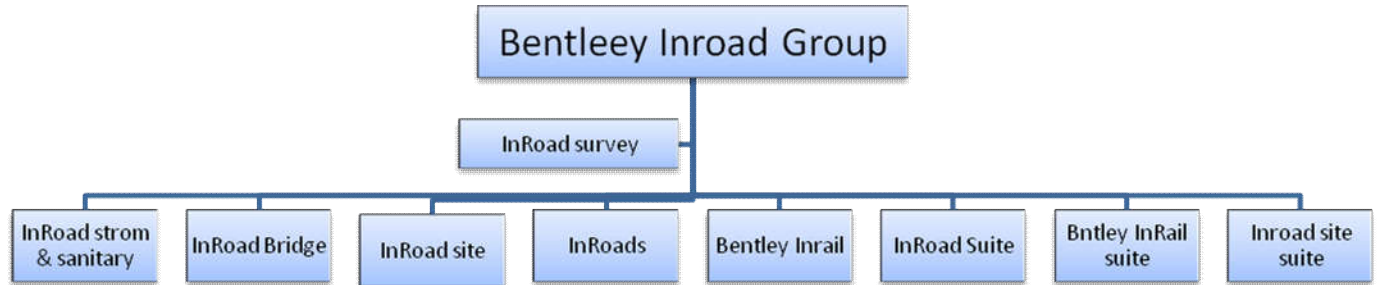 Bentleey Inroad Group
InRoad survey
InRoad strom
& sanitary
InRoad Bridge
InRoad site
InRoads
Bentley Inrail
InRoad Suite
Bntley InRail
suite
Inroad site
suite